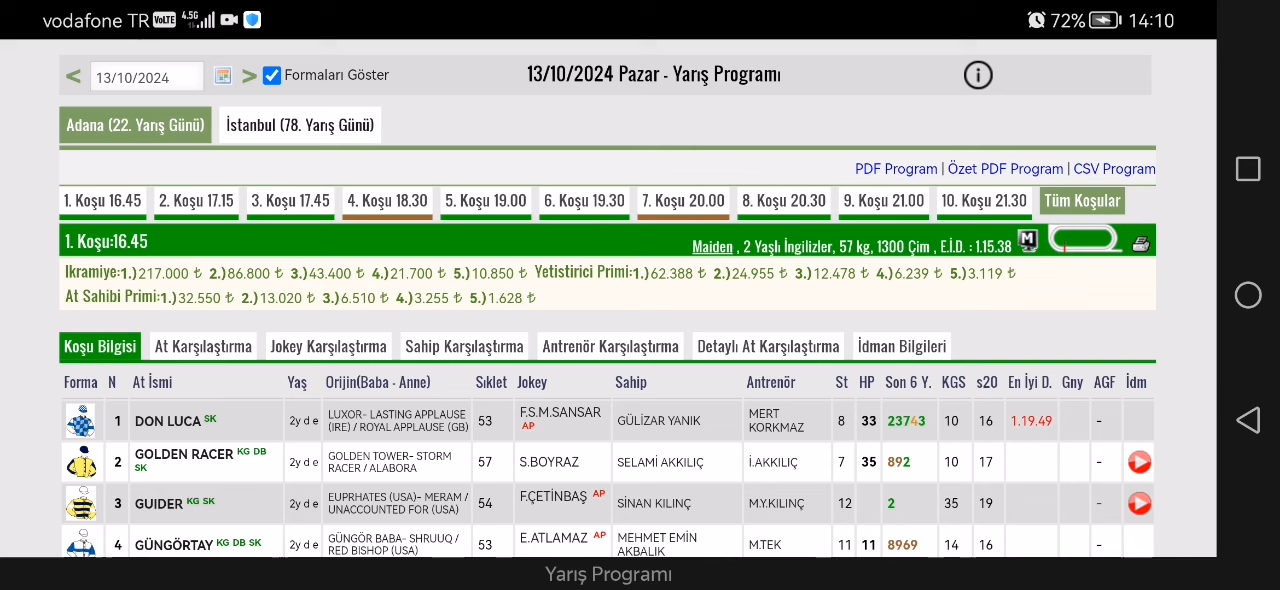 vodafone TR VoLTE 4.5G 72% 14:10
< 13/10/2024 > Formaları Göster 13/10/2024 Pazar - Yarış Programı i
Adana (22. Yarış Günü) İstanbul (78. Yarış Günü)
PDF Program | Özet PDF Program | CSV Program
1. Koşu 16.45 2. Koşu 17.15 3. Koşu 17.45 4. Koşu 18.30 5. Koşu 19.00 6. Koşu 19.30 7. Koşu 20.00 8. Koşu 20.30 9. Koşu 21.00 10. Koşu 21.30 Tüm Koşular
1. Koşu:16.45 Maiden , 2 Yaşlı İngilizler, 57 kg, 1300 Çim , E.İ.D. : 1.15.38 M
Ikramiye:1.)217.000 ₺ 2.)86.800 ₺ 3.)43.400 ₺ 4.)21.700 ₺ 5.)10.850 ₺ Yetistirici Primi:1.)62.388 ₺ 2.)24.955 ₺ 3.)12.478 ₺ 4.)6.239 ₺ 5.)3.119 ₺
At Sahibi Primi:1.)32.550 ₺ 2.)13.020 ₺ 3.)6.510 ₺ 4.)3.255 ₺ 5.)1.628 ₺
Koşu Bilgisi At Karşılaştırma Jokey Karşılaştırma Sahip Karşılaştırma Antrenör Karşılaştırma Detaylı At Karşılaştırma İdman Bilgileri
Forma N At İsmi Yaş Orijin(Baba - Anne) Sıklet Jokey Sahip Antrenör St HP Son 6 Y. KGS s20 En İyi D. Gny AGF İdm
1 DON LUCA SK 2y d e LUXOR- LASTING APPLAUSE (IRE) / ROYAL APPLAUSE (GB) 53 F.S.M.SANSAR AP GÜLİZAR YANIK MERT KORKMAZ 8 33 23743 10 16 1.19.49 -
2 GOLDEN RACER KG DB SK 2y d e GOLDEN TOWER- STORM RACER / ALABORA 57 S.BOYRAZ SELAMİ AKKILIÇ İ.AKKILIÇ 7 35 892 10 17 -
3 GUIDER KG SK 2y d e EUPRHATES (USA)- MERAM / UNACCOUNTED FOR (USA) 54 F.ÇETİNBAŞ AP SİNAN KILINÇ M.Y.KILINÇ 12 2 35 19 -
4 GÜNGÖRTAY KG DB SK 2y d e GÜNGÖR BABA- SHRUUQ / RED BISHOP (USA) 53 E.ATLAMAZ AP MEHMET EMİN AKBALIK M.TEK 11 11 8969 14 16 -
Yarış Programı